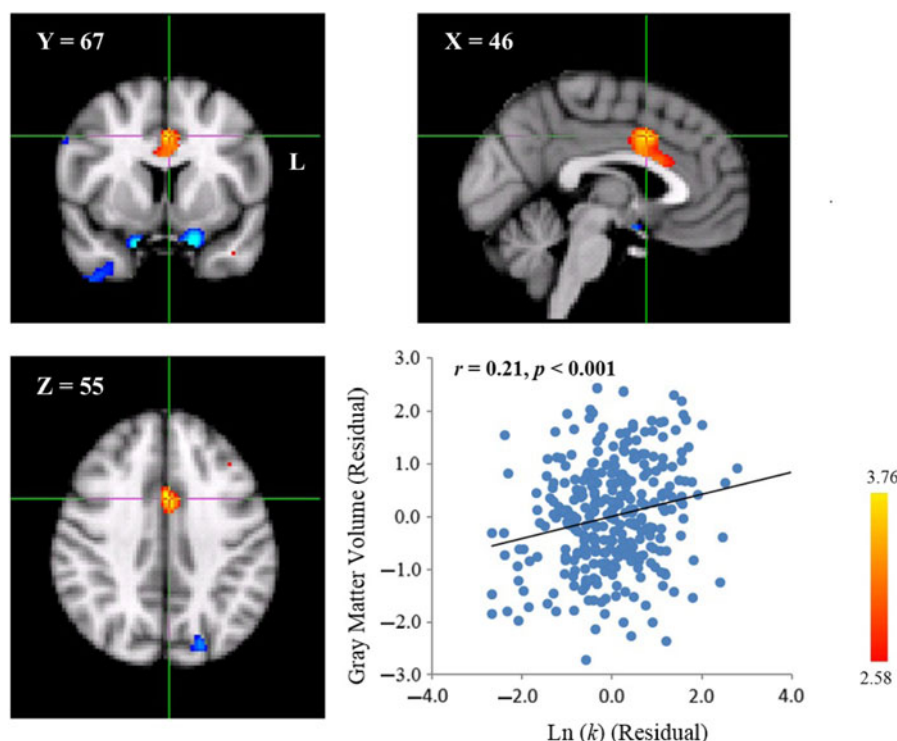 Y = 67
L
X = 46
Z = 55
r = 0.21, p < 0.001
Gray Matter Volume (Residual)
3.0
2.0
1.0
0.0
−1.0
−2.0
−3.0
−4.0
−2.0
0.0
2.0
4.0
Ln (k) (Residual)
3.76
2.58